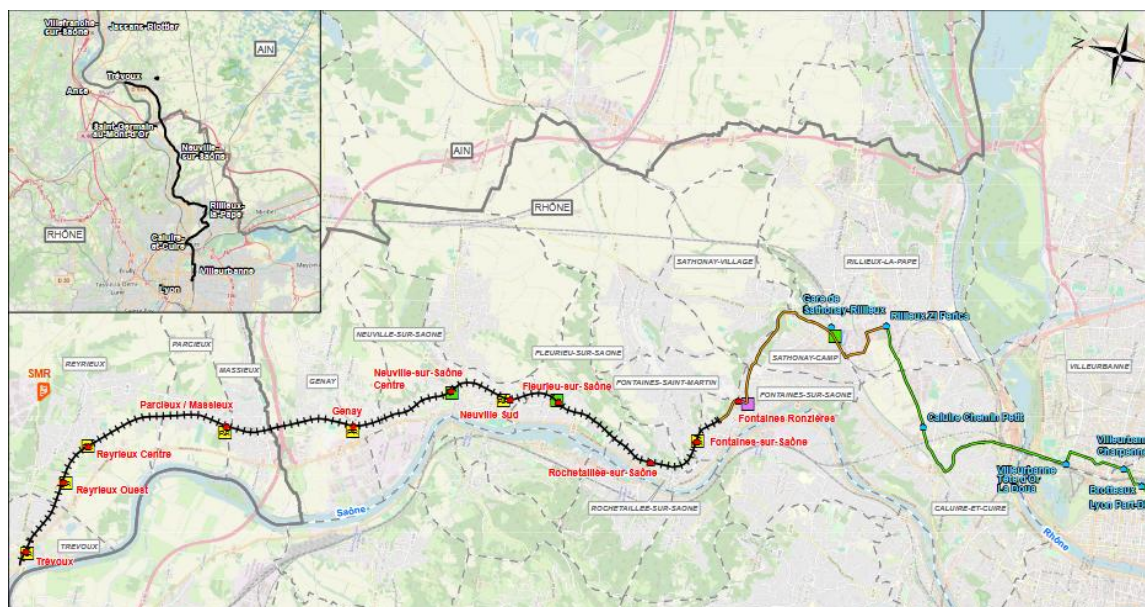 Villefranche-
sur-Saône
Jassans-Riottier
AIN
Trévoux
Anse
Saint-Germain-
au-Mont-d'Or
Neuville-
sur-Saône
Rillieux-
la-Pape
RHÔNE
Caluire-
et-Cuire
Villeurbanne
Lyon
N
AIN
RHÔNE
SATHONAY-VILLAGE
RILLIEUX-LA-PAPE
Gare de
Sathonay-Rillieux
Rillieux ZI Perica
SATHONAY-CAMP
VILLEURBANNE
NEUVILLE-SUR-SAONE
FLEURIEU-SUR-SAONE
PARCIEUX
REYRIEUX
MASSIEUX
GENAY
FONTAINES-SAINT-MARTIN
FONTAINES-SUR-SAONE
SMR
Neuville-sur-Saône
Centre
Fleurieu-sur-Saône
Neuville Sud
Parcieux / Massieux
Genay
Fontaines Ronzières
Fontaines-sur-Saône
Caluire Chemin Petit
Reyrieux Centre
Reyrieux Ouest
Rochetaillée-sur-Saône
Villeurbanne
Tête d'Or
La Doua
Villeurban
Charpenn
Brotteaux
Lyon Part-D
Saône
ROCHETAILLEE-SUR-SAONE
CALUIRE-ET-CUIRE
Rhône
TREVOUX
Trévoux